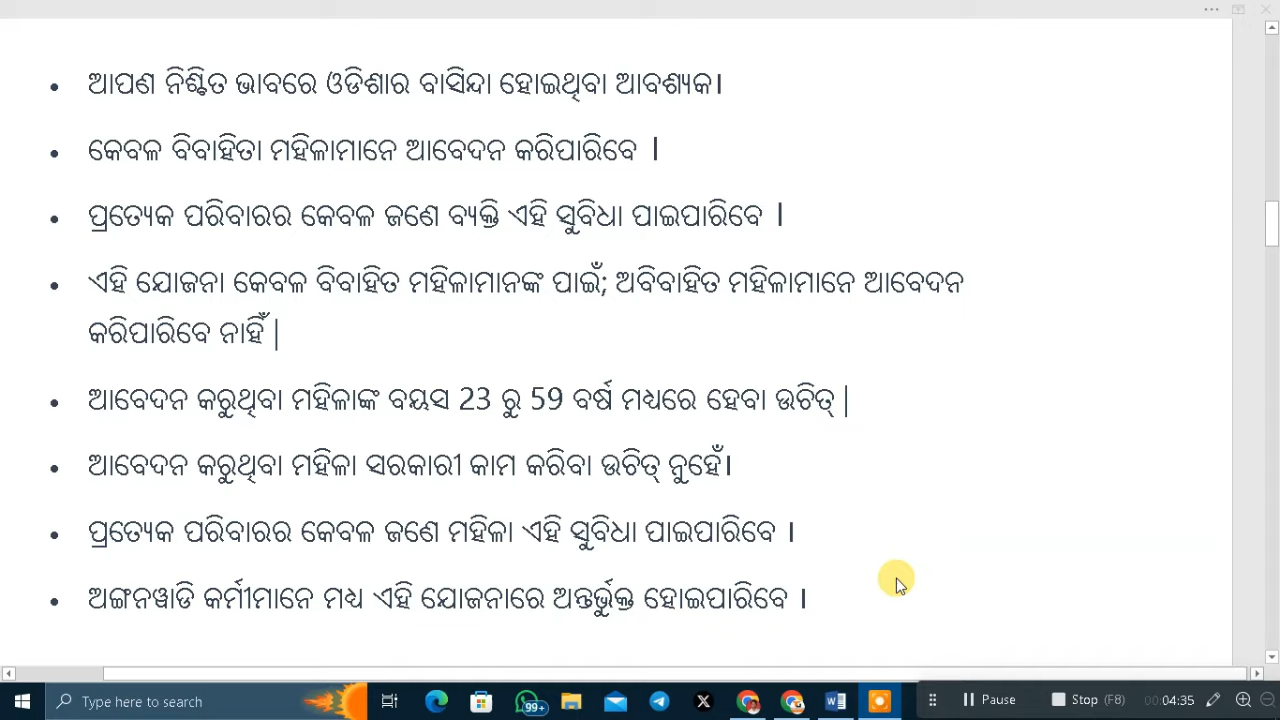 • ଆପଣ ନିଶ୍ଚିତ ଭାବରେ ଓଡିଶାର ବାସିନ୍ଦା ହୋଇଥିବା ଆବଶ୍ୟକ।
• କେବଳ ବିବାହିତା ମହିଳାମାନେ ଆବେଦନ କରିପାରିବେ |
• ପ୍ରତ୍ୟେକ ପରିବାରର କେବଳ ଜଣେ ବ୍ୟକ୍ତି ଏହି ସୁବିଧା ପାଇପାରିବେ |
• ଏହି ଯୋଜନା କେବଳ ବିବାହିତ ମହିଳାମାନଙ୍କ ପାଇଁ; ଅବିବାହିତ ମହିଳାମାନେ ଆବେଦନ
କରିପାରିବେ ନାହିଁ |
• ଆବେଦନ କରୁଥିବା ମହିଳାଙ୍କ ବୟସ 23 ରୁ 59 ବର୍ଷ ମଧ୍ୟରେ ହେବା ଉଚିତ୍ |
• ଆବେଦନ କରୁଥିବା ମହିଳା ସରକାରୀ କାମ କରିବା ଉଚିତ୍ ନୁହେଁ।
• ପ୍ରତ୍ୟେକ ପରିବାରର କେବଳ ଜଣେ ମହିଳା ଏହି ସୁବିଧା ପାଇପାରିବେ ।
• ଅଙ୍ଗନୱାଡି କର୍ମୀମାନେ ମଧ୍ୟ ଏହି ଯୋଜନାରେ ଅନ୍ତର୍ଭୁକ୍ତ ହୋଇପାରିବେ ।
Type here to search 99+ Pause Stop (F8) 00:04:35